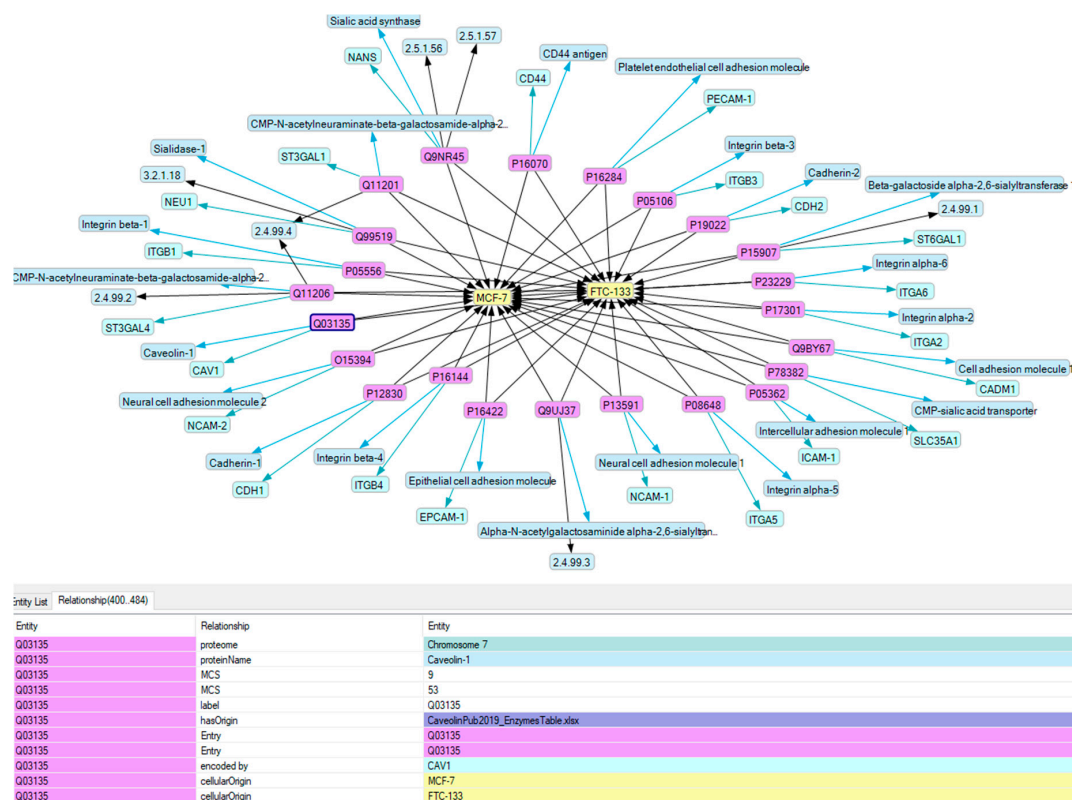 Sialic acid synthase
2.5.1.57
2.5.1.56
NANS
CD44 antigen
Platelet endothelial cell adhesion molecule
CD44
PECAM-1
CMP-N-acetylneuraminate-beta-galactosamide-alpha-2...
Sialidase-1
ST3GAL1
Q9NR45
P16070
Integrin beta-3
3.2.1.18
Q11201
P16284
ITGB3
Cadherin-2
Beta-galactoside alpha-2,6-sialyltransferase 1
NEU1
P05106
CDH2
2.4.99.1
Integrin beta-1
2.4.99.4
Q99519
P19022
ST6GAL1
ITGB1
P15907
Integrin alpha-6
CMP-N-acetylneuraminate-beta-galactosamide-alpha-2...
P05556
P23229
ITGA6
2.4.99.2
Q11206
MCF-7
FTC-133
P17301
Integrin alpha-2
ST3GAL4
Q03135
ITGA2
Caveolin-1
O15394
Q9BY67
Cell adhesion molecule 1
CAV1
P16144
P78382
CADM1
Neural cell adhesion molecule 2
P12830
P05362
CMP-sialic acid transporter
NCAM-2
P16422
Q9UJ37
P13591
P08648
Intercellular adhesion molecule 1
SLC35A1
Cadherin-1
Integrin beta-4
Neural cell adhesion molecule 1
ICAM-1
CDH1
ITGB4
Epithelial cell adhesion molecule
NCAM-1
Integrin alpha-5
EPCAM-1
Alpha-N-acetylgalactosaminide alpha-2,6-sialyltran...
ITGA5
2.4.99.3
Entity List Relationship(400..484)
Entity Relationship Entity
Q03135 proteome Chromosome 7
Q03135 proteinName Caveolin-1
Q03135 MCS 9
Q03135 MCS 53
Q03135 label Q03135
Q03135 hasOrigin CaveolinPub2019_EnzymesTable.xlsx
Q03135 Entry Q03135
Q03135 Entry Q03135
Q03135 encoded by CAV1
Q03135 cellularOrigin MCF-7
Q03135 cellularOrigin FTC-133